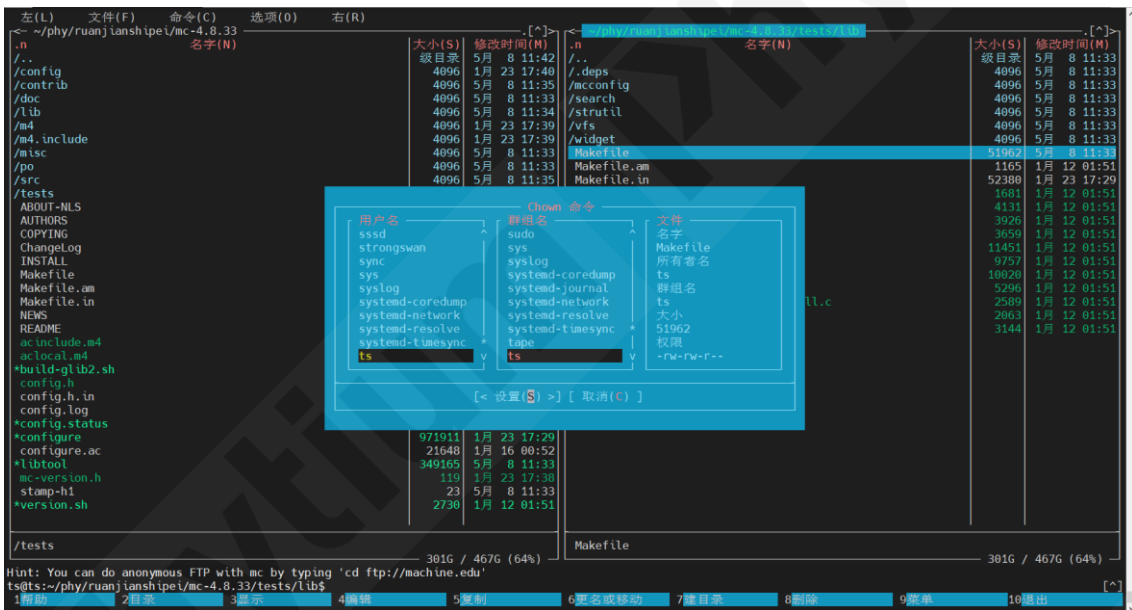 左(L) 文件(F) 命令(C) 选项(O) 右(R)
<- ~/phy/ruanjianshipei/mc-4.8.33 .[^]> <- ~/phy/ruanjianshipei/mc-4.8.33/tests/lib .[^]>
.n 名字(N) 大小(S) 修改时间(M) .n 名字(N) 大小(S) 修改时间(M)
/.. 级目录 5月 8 11:42 /.. 级目录 5月 8 11:33
/config 4096 1月 23 17:40 /.deps 4096 5月 8 11:33
/contrib 4096 5月 8 11:35 /mcconfig 4096 5月 8 11:33
/doc 4096 5月 8 11:33 /search 4096 5月 8 11:33
/lib 4096 5月 8 11:34 /strutil 4096 5月 8 11:33
/m4 4096 1月 23 17:39 /vfs 4096 5月 8 11:33
/m4.include 4096 1月 23 17:39 /widget 4096 5月 8 11:33
/misc 4096 5月 8 11:33 Makefile 51962 5月 8 11:33
/po 4096 5月 8 11:33 Makefile.am 1165 1月 12 01:51
/src 4096 5月 8 11:35 Makefile.in 52380 1月 23 17:29
/tests 1681 1月 12 01:51
ABOUT-NLS Chown 命令 4131 1月 12 01:51
AUTHORS 用户名 群组名 文件 3926 1月 12 01:51
COPYING sssd ^ sudo ^ 名字 3659 1月 12 01:51
ChangeLog strongswan sys Makefile 11451 1月 12 01:51
INSTALL sync syslog 所有者名 9757 1月 12 01:51
Makefile sys systemd-coredump ts 10020 1月 12 01:51
Makefile.am syslog systemd-journal 群组名 5296 1月 12 01:51
Makefile.in systemd-coredump systemd-network ts ll.c 2589 1月 12 01:51
NEWS systemd-network systemd-resolve 大小 2063 1月 12 01:51
README systemd-resolve systemd-timesync * 51962 3144 1月 12 01:51
acinclude.m4 systemd-timesync * tape 权限
aclocal.m4 ts v ts v -rw-rw-r--
*build-glib2.sh
config.h
config.h.in [< 设置(S) >] [ 取消(C) ]
config.log
*config.status
*configure 971911 1月 23 17:29
configure.ac 21648 1月 16 00:52
*libtool 349165 5月 8 11:33
mc-version.h 119 1月 23 17:38
stamp-h1 23 5月 8 11:33
*version.sh 2730 1月 12 01:51
/tests Makefile
301G / 467G (64%) 301G / 467G (64%)
Hint: You can do anonymous FTP with mc by typing 'cd ftp://machine.edu'
ts@ts:~/phy/ruanjianshipei/mc-4.8.33/tests/lib$ [^]
1帮助 2目录 3显示 4编辑 5复制 6更名或移动 7建目录 8删除 9菜单 10退出